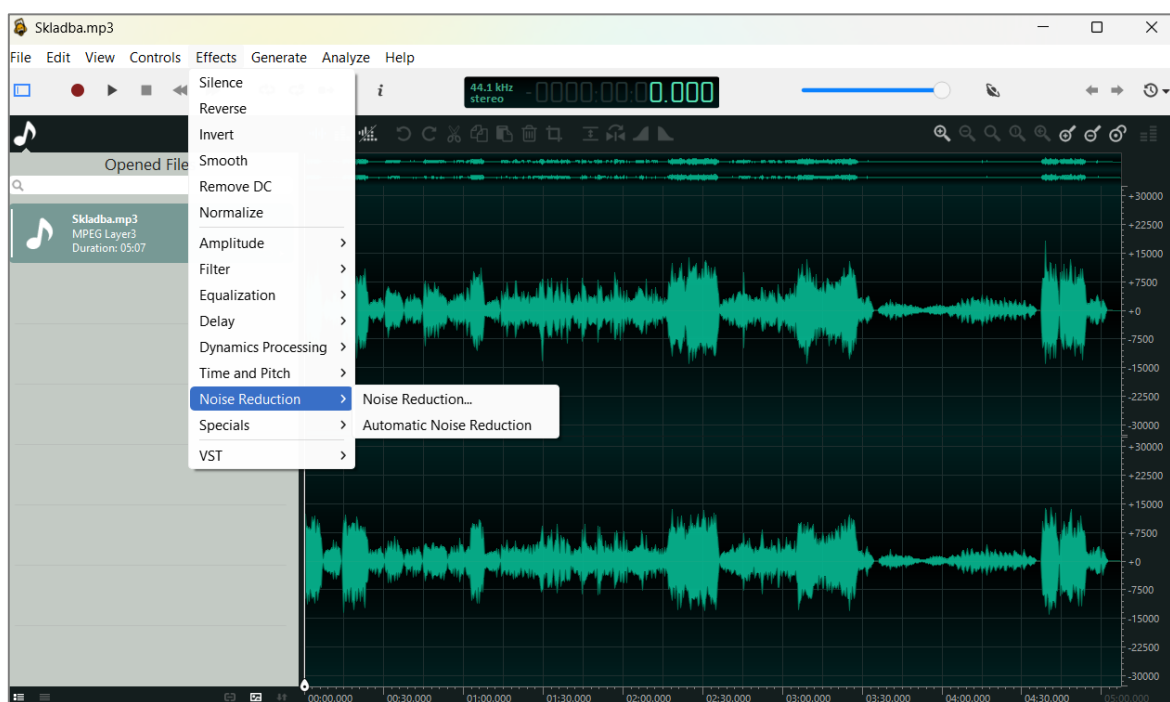 Skladba.mp3
File Edit View Controls Effects Generate Analyze Help
44.1 kHz
stereo
-0000:00:00.000
Opened File
Skladba.mp3
MPEG Layer3
Duration: 05:07
Silence
Reverse
Invert
Smooth
Remove DC
Normalize
Amplitude
Filter
Equalization
Delay
Dynamics Processing
Time and Pitch
Noise Reduction
Specials
VST
Noise Reduction...
Automatic Noise Reduction
+30000
+22500
+15000
+7500
+0
-7500
-15000
-22500
-30000
+30000
+22500
+15000
+7500
+0
-7500
-15000
-22500
-30000
00:00.000 00:30.000 01:00.000 01:30.000 02:00.000 02:30.000 03:00.000 03:30.000 04:00.000 04:30.000 05:00.000